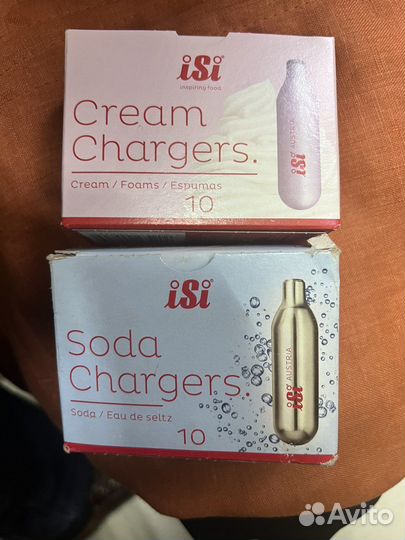 iSi
inspiring food.
Cream
Chargers.
Cream / Foams / Espumas
10
iSi AUSTRIA
iSi
Soda
Chargers.
Soda / Eau de seltz
10
iSi AUSTRIA
Avito